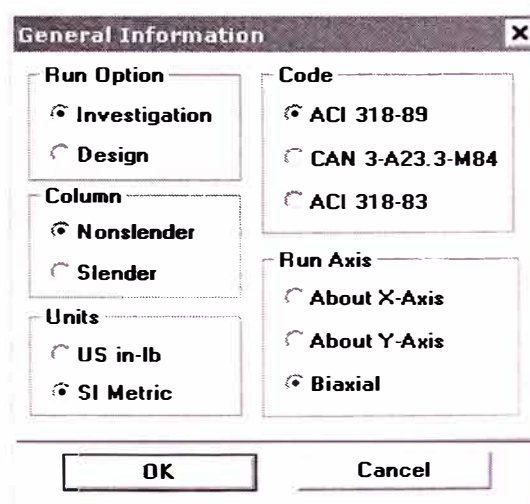 General Information
Run Option
Investigation
Design
Column
Nonslender
Slender
Units
US in-lb
SI Metric
Code
ACI 318-89
CAN 3-A23.3-M84
ACI 318-83
Run Axis
About X-Axis
About Y-Axis
Biaxial
OK
Cancel